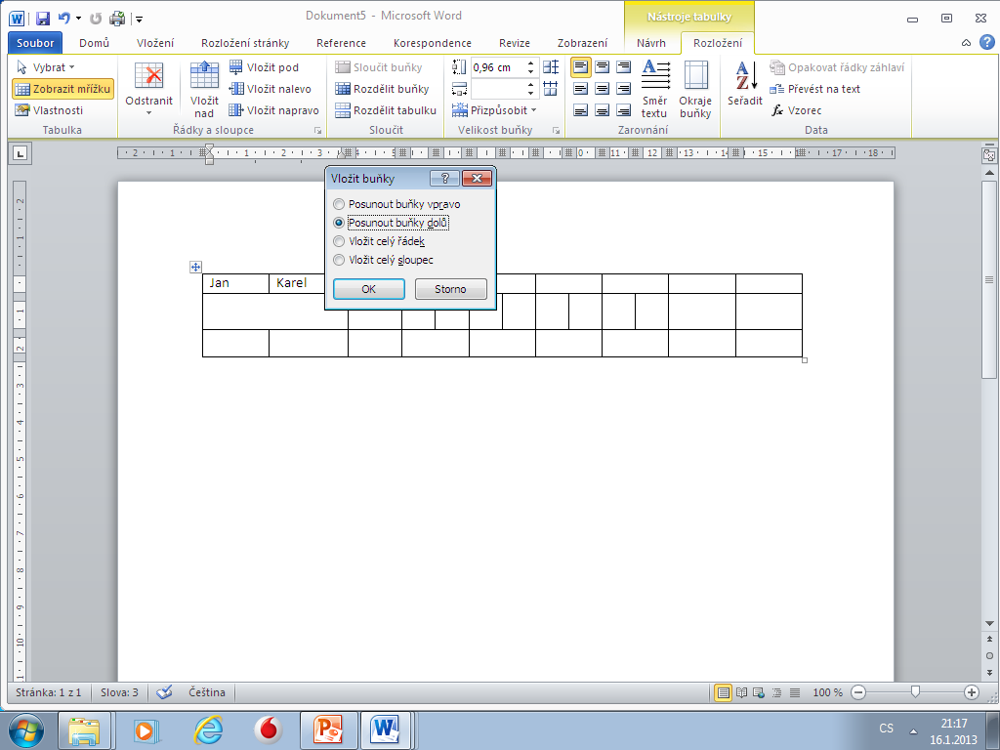 Dokument5 - Microsoft Word
Nástroje tabulky
Soubor Domů Vložení Rozložení stránky Reference Korespondence Revize Zobrazení Návrh Rozložení
Vybrat
Zobrazit mřížku
Vlastnosti
Tabulka
Odstranit
Vložit nad
Vložit pod
Vložit nalevo
Vložit napravo
Řádky a sloupce
Sloučit buňky
Rozdělit buňky
Rozdělit tabulku
Sloučit
0,96 cm
Přizpůsobit
Velikost buňky
Směr textu
Okraje buňky
Zarovnání
Seřadit
Opakovat řádky záhlaví
Převést na text
Vzorec
Data
Vložit buňky
Posunout buňky vpravo
Posunout buňky dolů
Vložit celý řádek
Vložit celý sloupec
OK Storno
Jan Karel
Stránka: 1 z 1 Slova: 3 Čeština 100 %
CS
21:17
16.1.2013